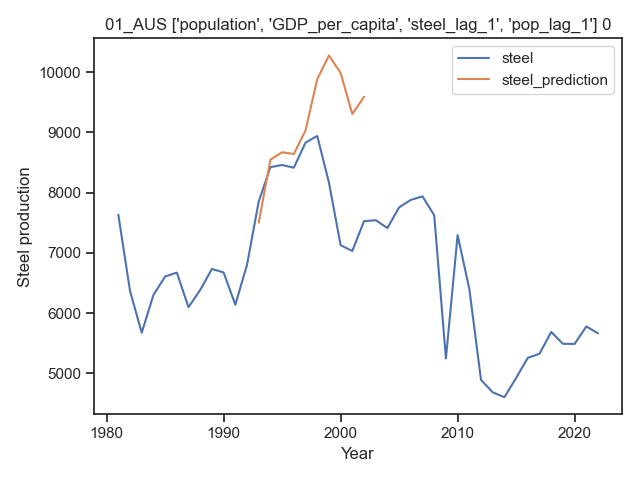 01_AUS ['population', 'GDP_per_capita', 'steel_lag_1', 'pop_lag_1'] 0
steel
steel_prediction
10000
9000
8000
7000
6000
5000
Steel production
1980
1990
2000
2010
2020
Year